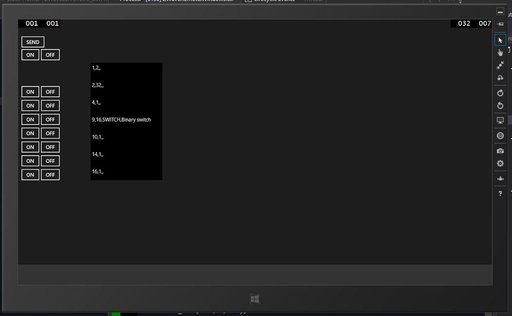 001 001
032 007
SEND
ON OFF
1,2,,
2,32,,
ON OFF
4,1,,
ON OFF
9,16,SWITCH,Binary switch
ON OFF
ON OFF
10,1,,
ON OFF
14,1,,
ON OFF
16,1,,
ON OFF
?